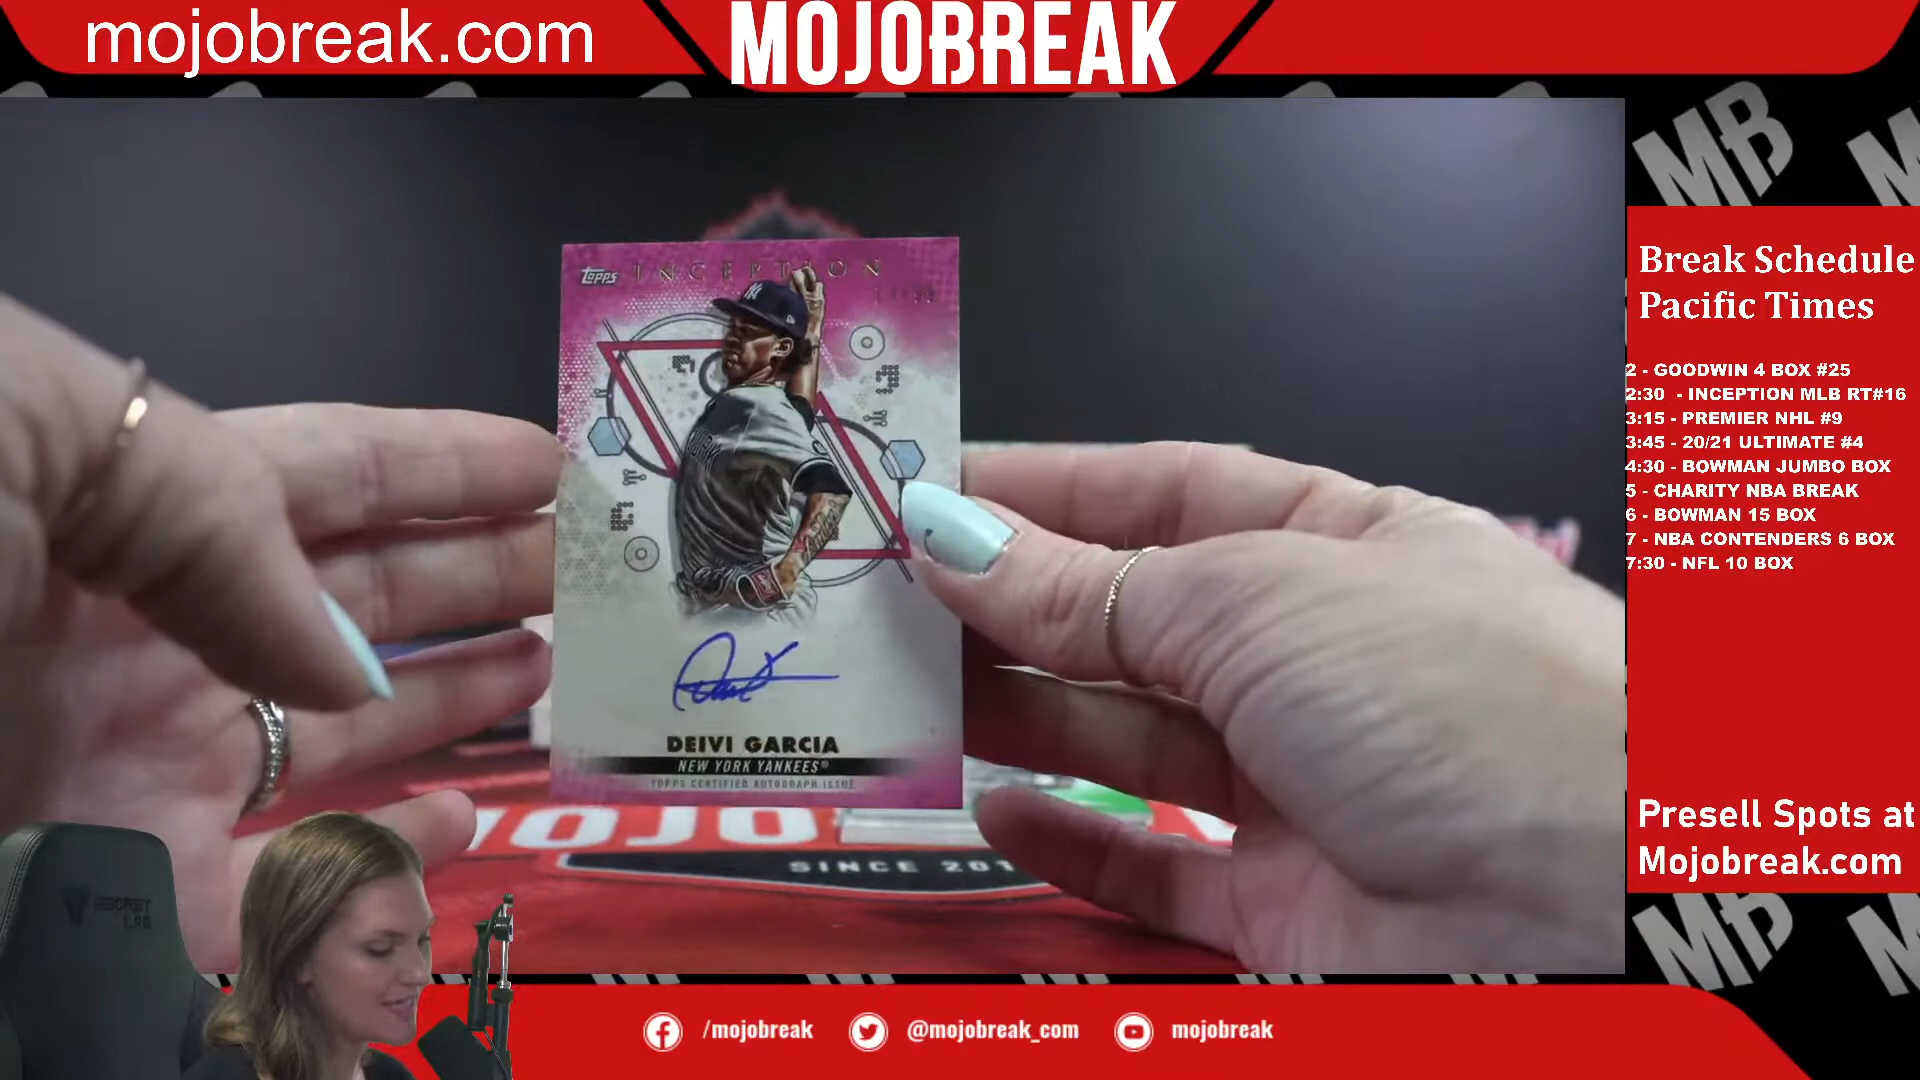 mojobreak.com
MOJOBREAK
MB
Break Schedule
Pacific Times
2 - GOODWIN 4 BOX #25
2:30 - INCEPTION MLB RT#16
3:15 - PREMIER NHL #9
3:45 - 20/21 ULTIMATE #4
4:30 - BOWMAN JUMBO BOX
5 - CHARITY NBA BREAK
6 - BOWMAN 15 BOX
7 - NBA CONTENDERS 6 BOX
7:30 - NFL 10 BOX
Presell Spots at
Mojobreak.com
MB
Topps INCEPTION
DEIVI GARCIA
NEW YORK YANKEES®
TOPPS CERTIFIED AUTOGRAPH ISSUE
MOJO
SINCE 201
SECRET
LAB
/mojobreak
@mojobreak_com
mojobreak